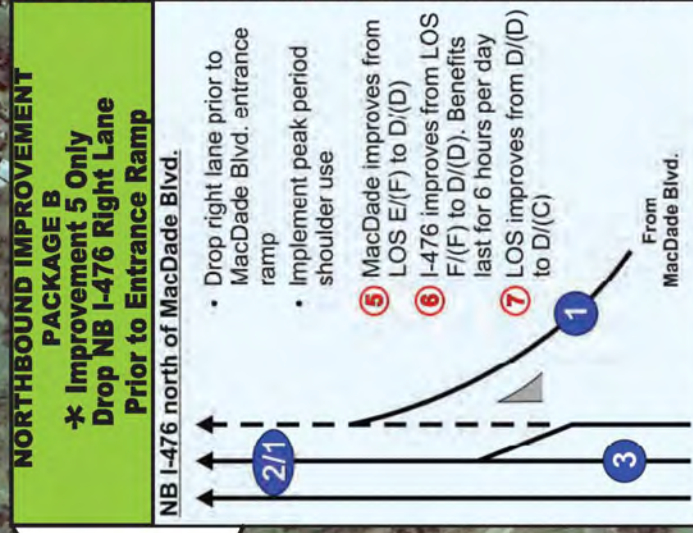 NORTHBOUND IMPROVEMENT
PACKAGE B
* Improvement 5 Only
Drop NB I-476 Right Lane
Prior to Entrance Ramp
NB I-476 north of MacDade Blvd.
• Drop right lane prior to
MacDade Blvd. entrance
ramp
• Implement peak period
shoulder use
5 MacDade improves from
LOS E/(F) to D/(D)
6 I-476 improves from LOS
F/(F) to D/(D). Benefits
last for 6 hours per day
7 LOS improves from D/(D)
to D/(C)
2/1
1
3
From
MacDade Blvd.